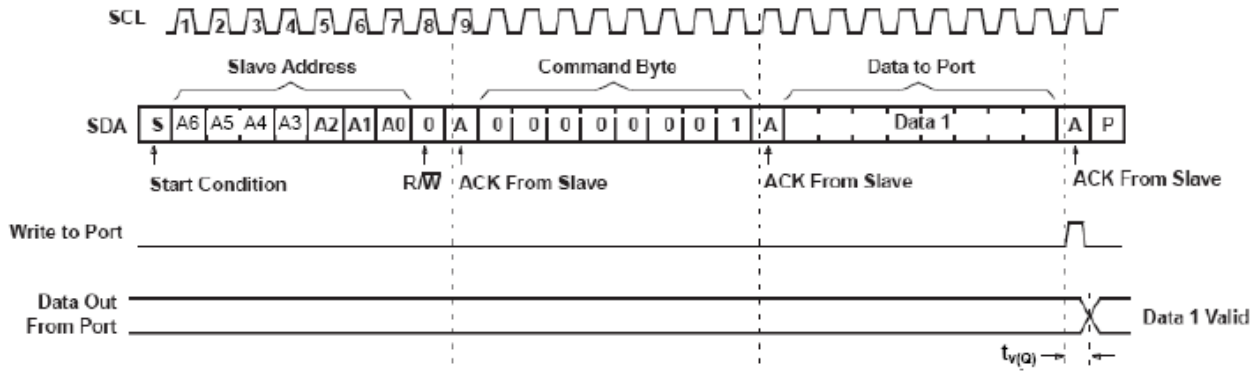 SCL 1 2 3 4 5 6 7 8 9
Slave Address Command Byte Data to Port
SDA S A6 A5 A4 A3 A2 A1 A0 0 A 0 0 0 0 0 0 0 1 A Data 1 A P
Start Condition R/W̅ ACK From Slave ACK From Slave ACK From Slave
Write to Port
Data Out
From Port
Data 1 Valid
tv(Q)